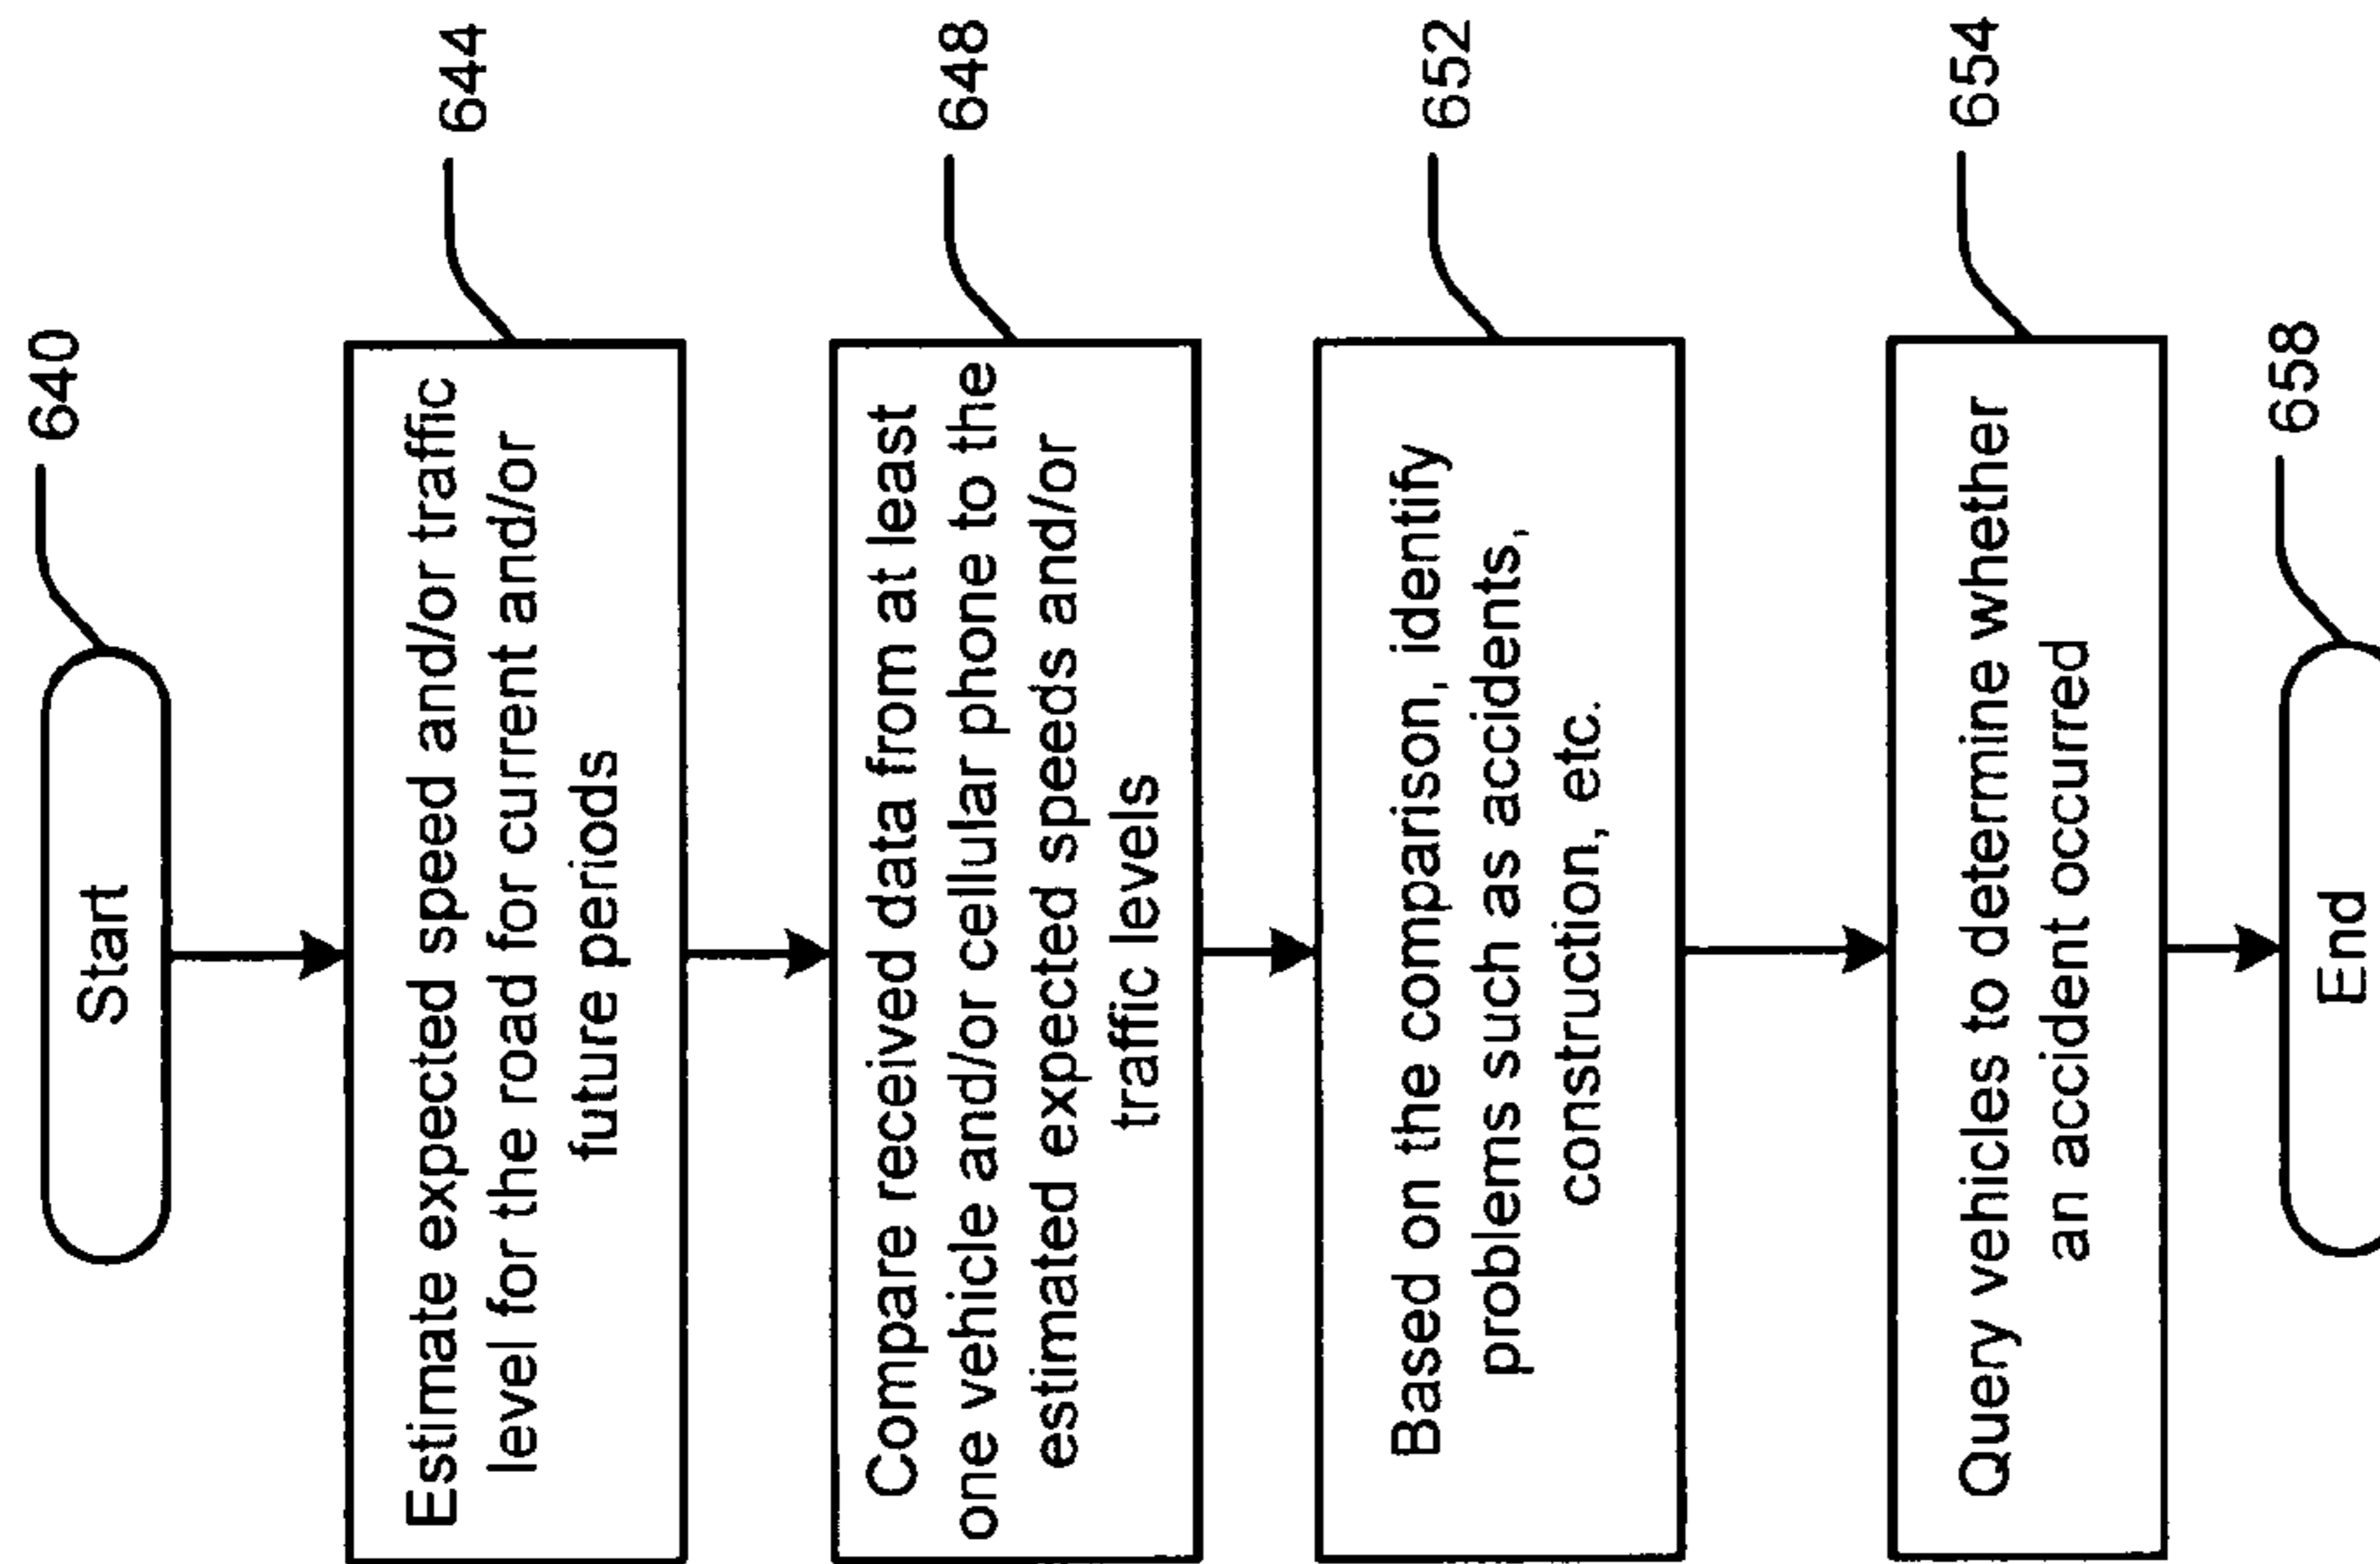 640
Start
644
Estimate expected speed and/or traffic
level for the road for current and/or
future periods
648
Compare received data from at least
one vehicle and/or cellular phone to the
estimated expected speeds and/or
traffic levels
652
Based on the comparison, identify
problems such as accidents,
construction, etc.
654
Query vehicles to determine whether
an accident occurred
658
End